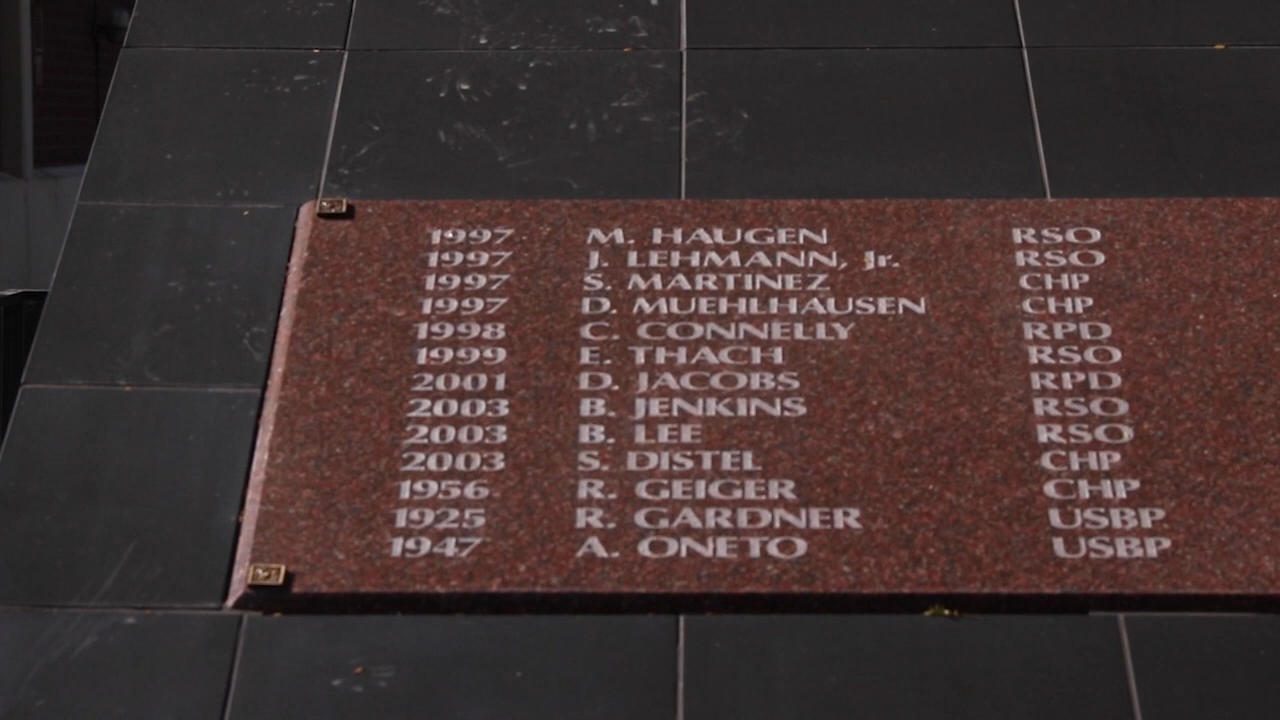 1997 M. HAUGEN RSO
1997 J. LEHMANN, Jr. RSO
1997 S. MARTINEZ CHP
1997 D. MUEHLHAUSEN CHP
1998 C. CONNELLY RPD
1999 E. THACH RSO
2001 D. JACOBS RPD
2003 B. JENKINS RSO
2003 B. LEE RSO
2003 S. DISTEL CHP
1956 R. GEIGER CHP
1925 R. GARDNER USBP
1947 A. ONETO USBP